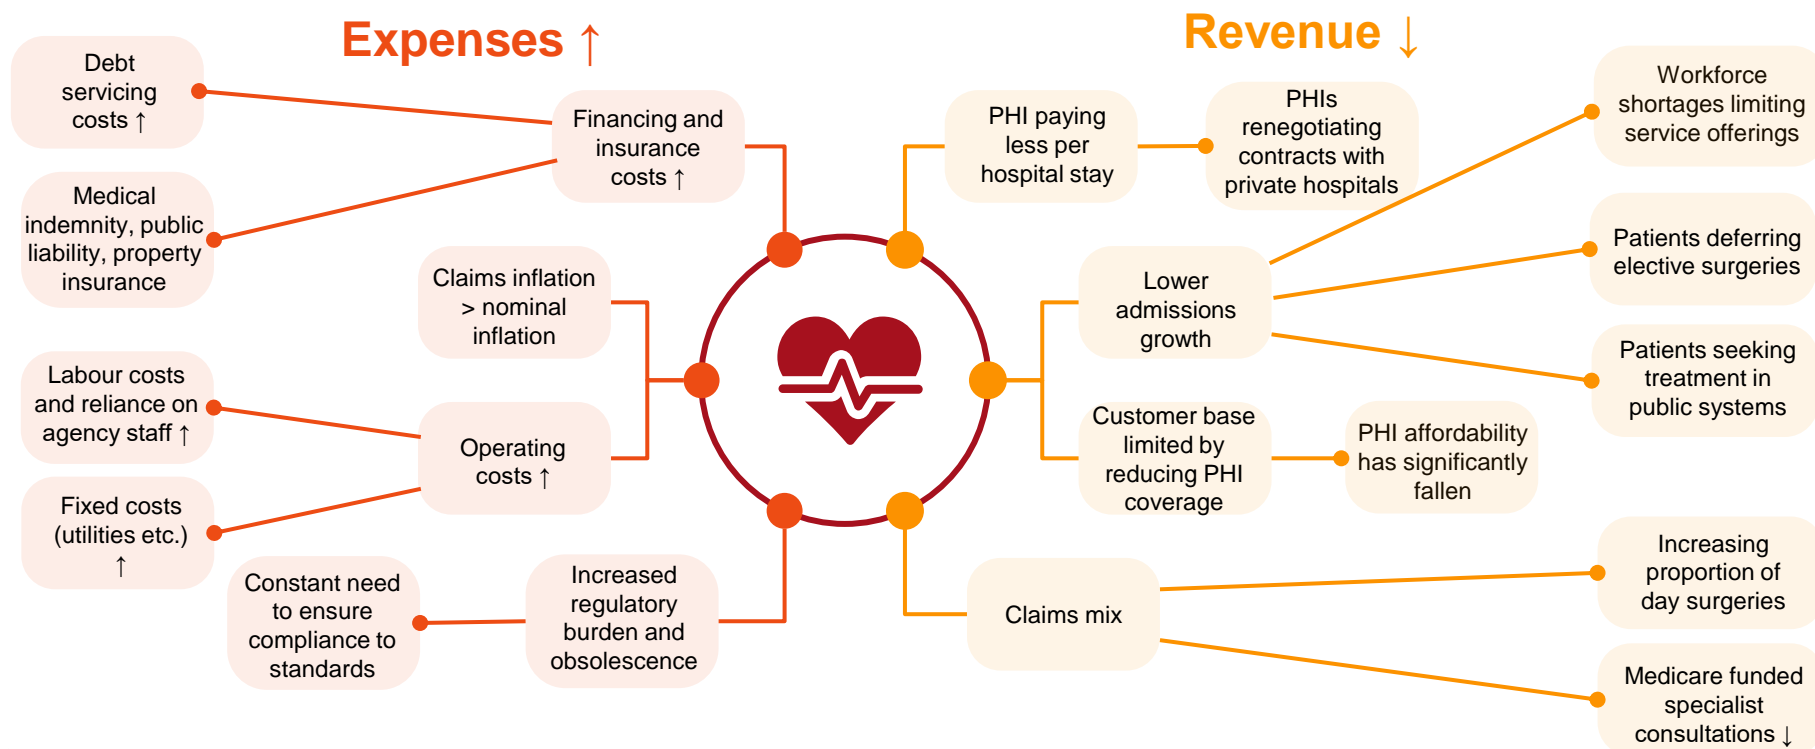 Expenses ↑
Debt
servicing
costs ↑
Financing and
insurance
costs ↑
Medical
indemnity, public
liability, property
insurance
Claims inflation
> nominal
inflation
Labour costs
and reliance on
agency staff ↑
Operating
costs ↑
Fixed costs
(utilities etc.)
↑
Constant need
to ensure
compliance to
standards
Increased
regulatory
burden and
obsolescence
Revenue ↓
PHI paying
less per
hospital stay
PHIs
renegotiating
contracts with
private hospitals
Workforce
shortages limiting
service offerings
Lower
admissions
growth
Patients deferring
elective surgeries
Patients seeking
treatment in
public systems
Customer base
limited by
reducing PHI
coverage
PHI affordability
has significantly
fallen
Claims mix
Increasing
proportion of
day surgeries
Medicare funded
specialist
consultations ↓